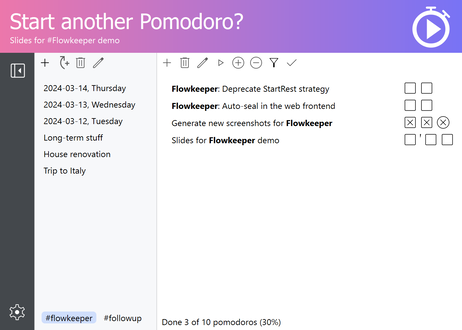 Start another Pomodoro?
Slides for #Flowkeeper demo
2024-03-14, Thursday
2024-03-13, Wednesday
2024-03-12, Tuesday
Long-term stuff
House renovation
Trip to Italy
#flowkeeper #followup
Flowkeeper: Deprecate StartRest strategy
Flowkeeper: Auto-seal in the web frontend
Generate new screenshots for Flowkeeper
Slides for Flowkeeper demo
Done 3 of 10 pomodoros (30%)